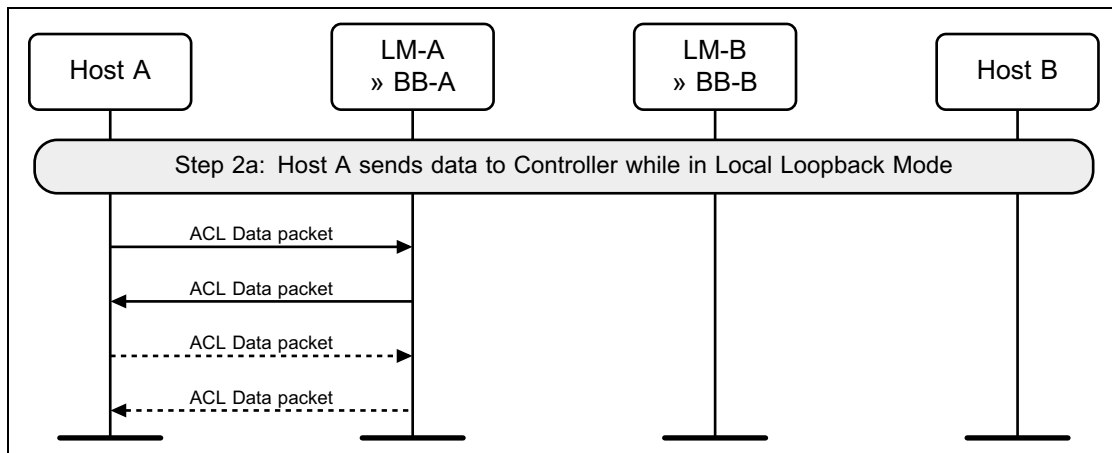 Host A
LM-A
» BB-A
LM-B
» BB-B
Host B
Step 2a: Host A sends data to Controller while in Local Loopback Mode
ACL Data packet
ACL Data packet
ACL Data packet
ACL Data packet